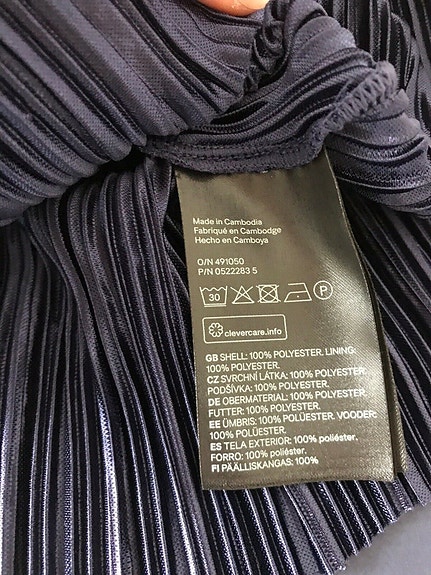 Made in Cambodia
Fabriqué en Cambodge
Hecho en Camboya
O/N 491050
P/N 0522283 5
30 P
clevercare.info
GB SHELL: 100% POLYESTER. LINING:
100% POLYESTER.
CZ SVRCHNÍ LÁTKA: 100% POLYESTER.
PODŠÍVKA: 100% POLYESTER.
DE OBERMATERIAL: 100% POLYESTER.
FUTTER: 100% POLYESTER.
EE ÜMBRIS: 100% POLÜESTER. VOODER:
100% POLÜESTER.
ES TELA EXTERIOR: 100% poliéster.
FORRO: 100% poliéster.
FI PÄÄLLISKANGAS: 100%